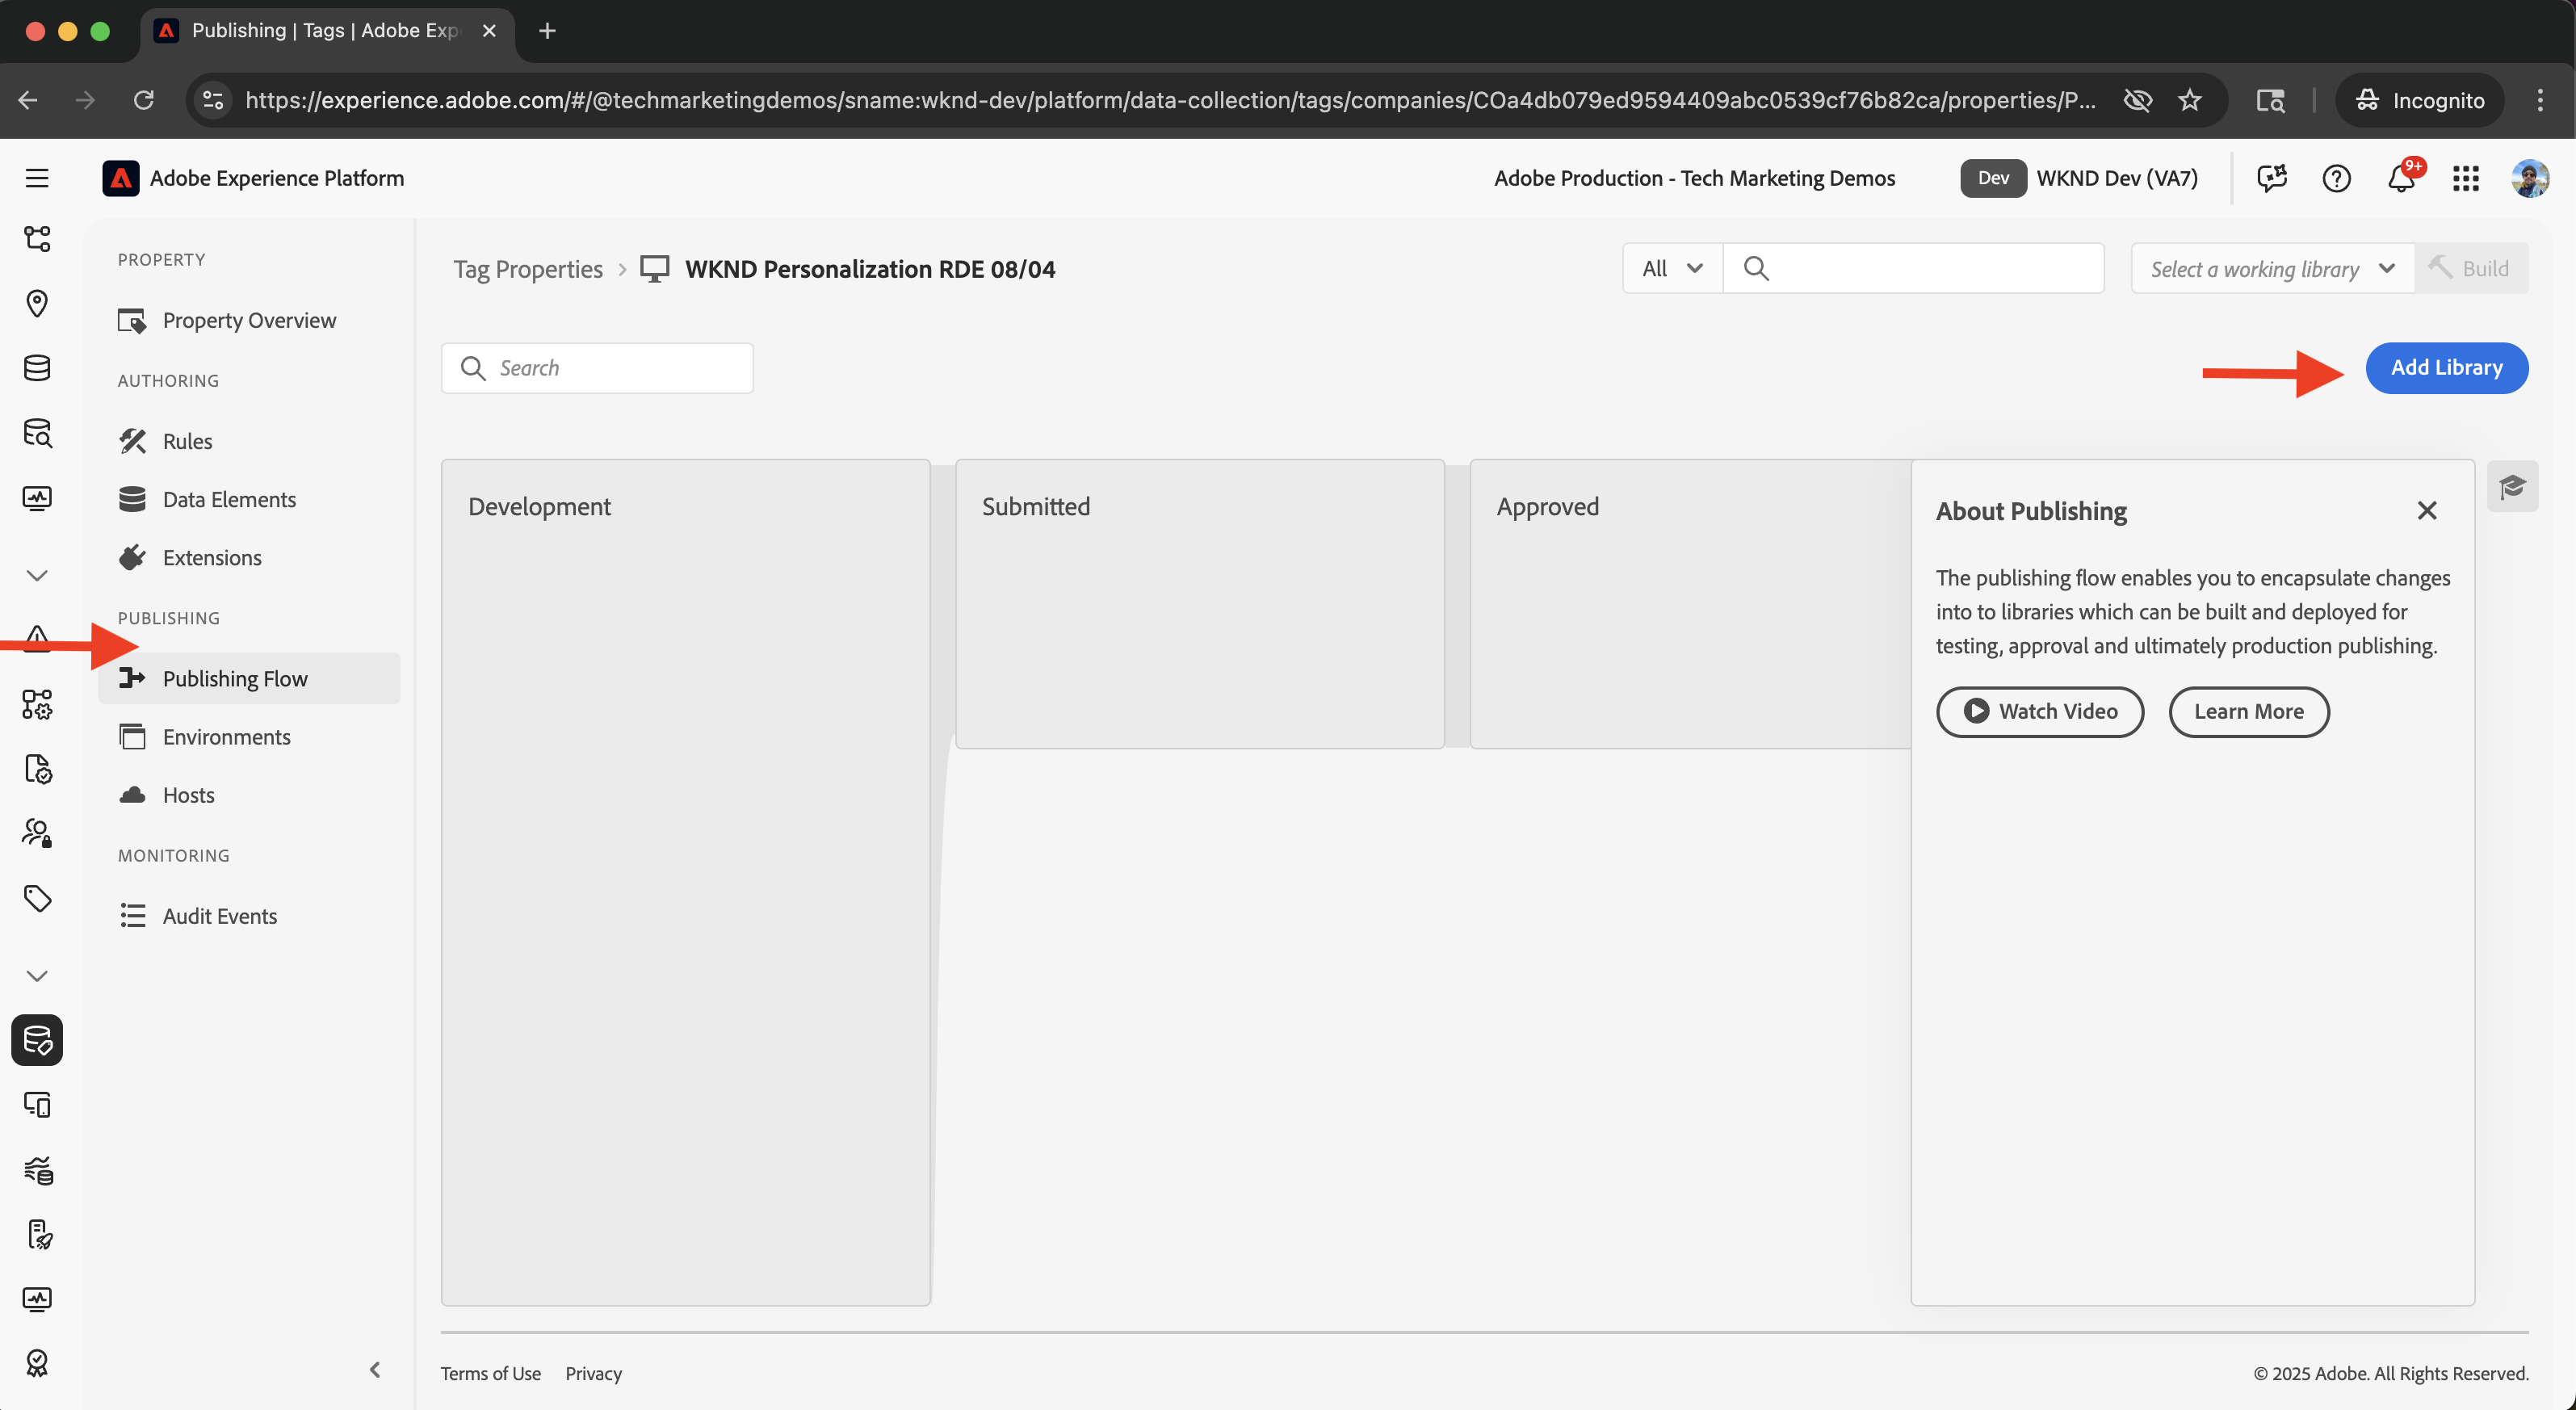 Publishing | Tags | Adobe Exp
https://experience.adobe.com/#/@techmarketingdemos/sname:wknd-dev/platform/data-collection/tags/companies/COa4db079ed9594409abc0539cf76b82ca/properties/P...
Incognito
Adobe Experience Platform
Adobe Production - Tech Marketing Demos
Dev
WKND Dev (VA7)
9+
PROPERTY
Property Overview
AUTHORING
Rules
Data Elements
Extensions
PUBLISHING
Publishing Flow
Environments
Hosts
MONITORING
Audit Events
Tag Properties
WKND Personalization RDE 08/04
All
Select a working library
Build
Search
Add Library
Development
Submitted
Approved
About Publishing
The publishing flow enables you to encapsulate changes
into to libraries which can be built and deployed for
testing, approval and ultimately production publishing.
Watch Video
Learn More
Terms of Use
Privacy
© 2025 Adobe. All Rights Reserved.